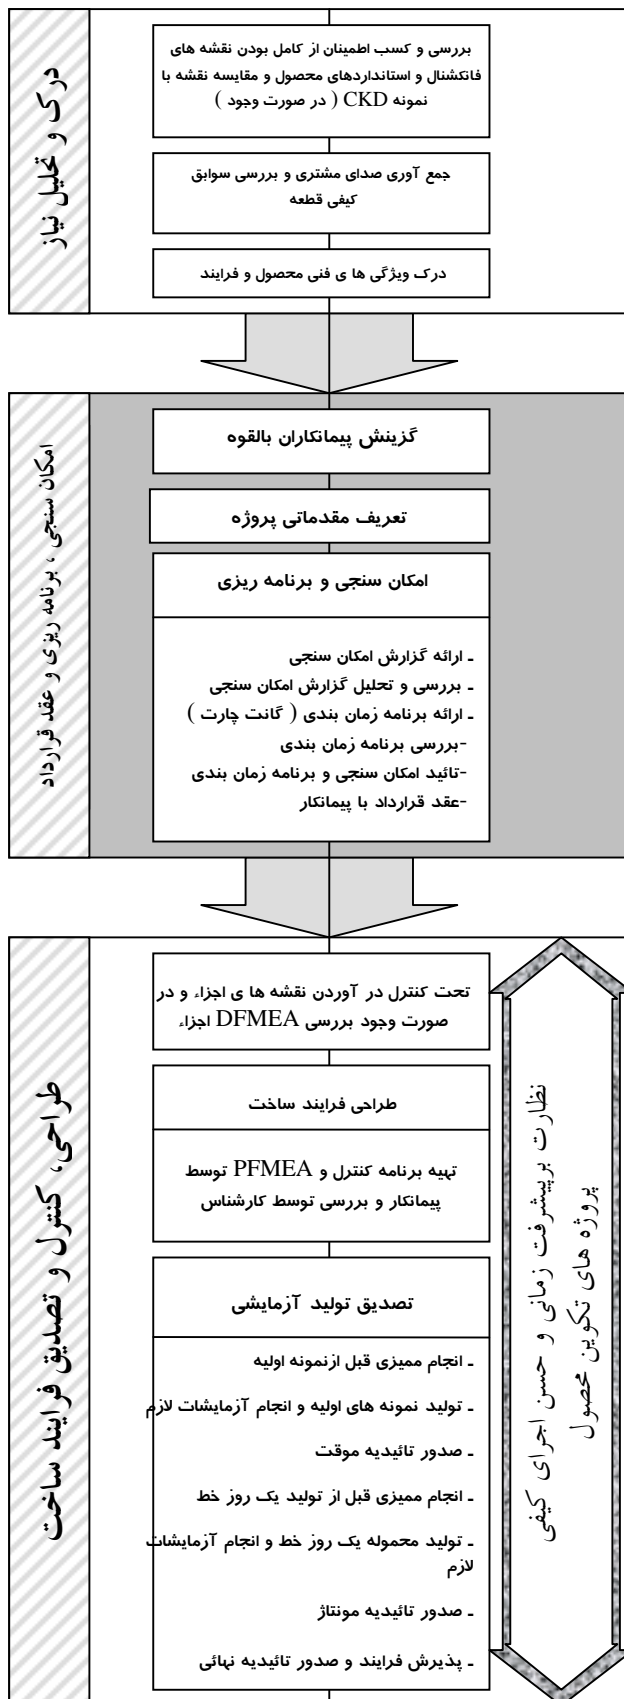 درک و تحلیل نیاز
بررسی و کسب اطمینان از کامل بودن نقشه های
فانکشنال و استانداردهای محصول و مقایسه نقشه با
نمونه CKD ( در صورت وجود )
جمع آوری صدای مشتری و بررسی سوابق
کیفی قطعه
درک ویژگی ها ی فنی محصول و فرایند
امکان سنجی ، برنامه ریزی و عقد قرارداد
گزینش پیمانکاران بالقوه
تعریف مقدماتی پروژه
امکان سنجی و برنامه ریزی
ـ ارائه گزارش امکان سنجی
ـ بررسی و تحلیل گزارش امکان سنجی
ـ ارائه برنامه زمان بندی ( گانت چارت )
-بررسی برنامه زمان بندی
-تائید امکان سنجی و برنامه زمان بندی
-عقد قرارداد با پیمانکار
طراحی، کنترل و تصدیق فرایند ساخت
تحت کنترل در آوردن نقشه ها ی اجزاء و در
صورت وجود بررسی DFMEA اجزاء
طراحی فرایند ساخت
تهیه برنامه کنترل و PFMEA توسط
پیمانکار و بررسی توسط کارشناس
تصدیق تولید آزمایشی
ـ انجام ممیزی قبل ازنمونه اولیه
ـ تولید نمونه های اولیه و انجام آزمایشات لازم
ـ صدور تائیدیه موقت
ـ انجام ممیزی قبل از تولید یک روز خط
ـ تولید محموله یک روز خط و انجام آزمایشات
لازم
ـ صدور تائیدیه مونتاژ
ـ پذیرش فرایند و صدور تائیدیه نهائی
نظارت برپیشرفت زمانی و حسن اجرای کیفی
پروژه های تکوین محصول